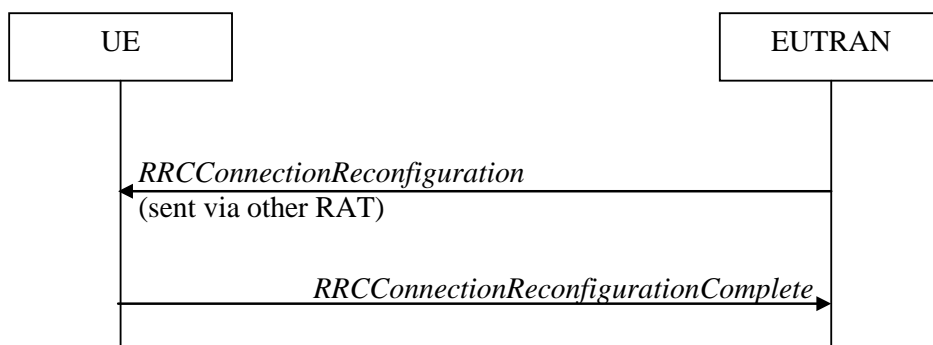 UE
EUTRAN
RRCConnectionReconfiguration
(sent via other RAT)
RRCConnectionReconfigurationComplete